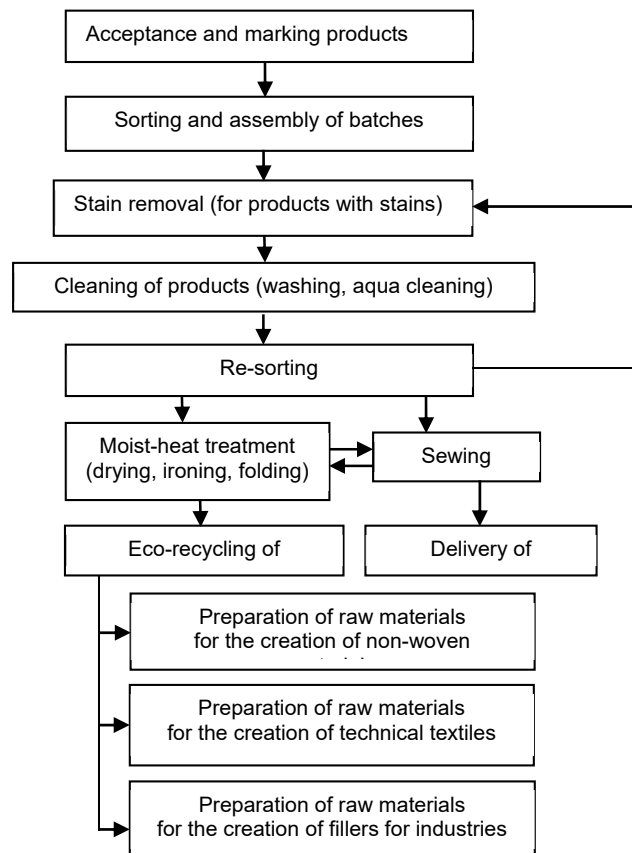 Acceptance and marking products
Sorting and assembly of batches
Stain removal (for products with stains)
Cleaning of products (washing, aqua cleaning)
Re-sorting
Moist-heat treatment
(drying, ironing, folding)
Sewing
Eco-recycling of
Delivery of
Preparation of raw materials
for the creation of non-woven
Preparation of raw materials
for the creation of technical textiles
Preparation of raw materials
for the creation of fillers for industries